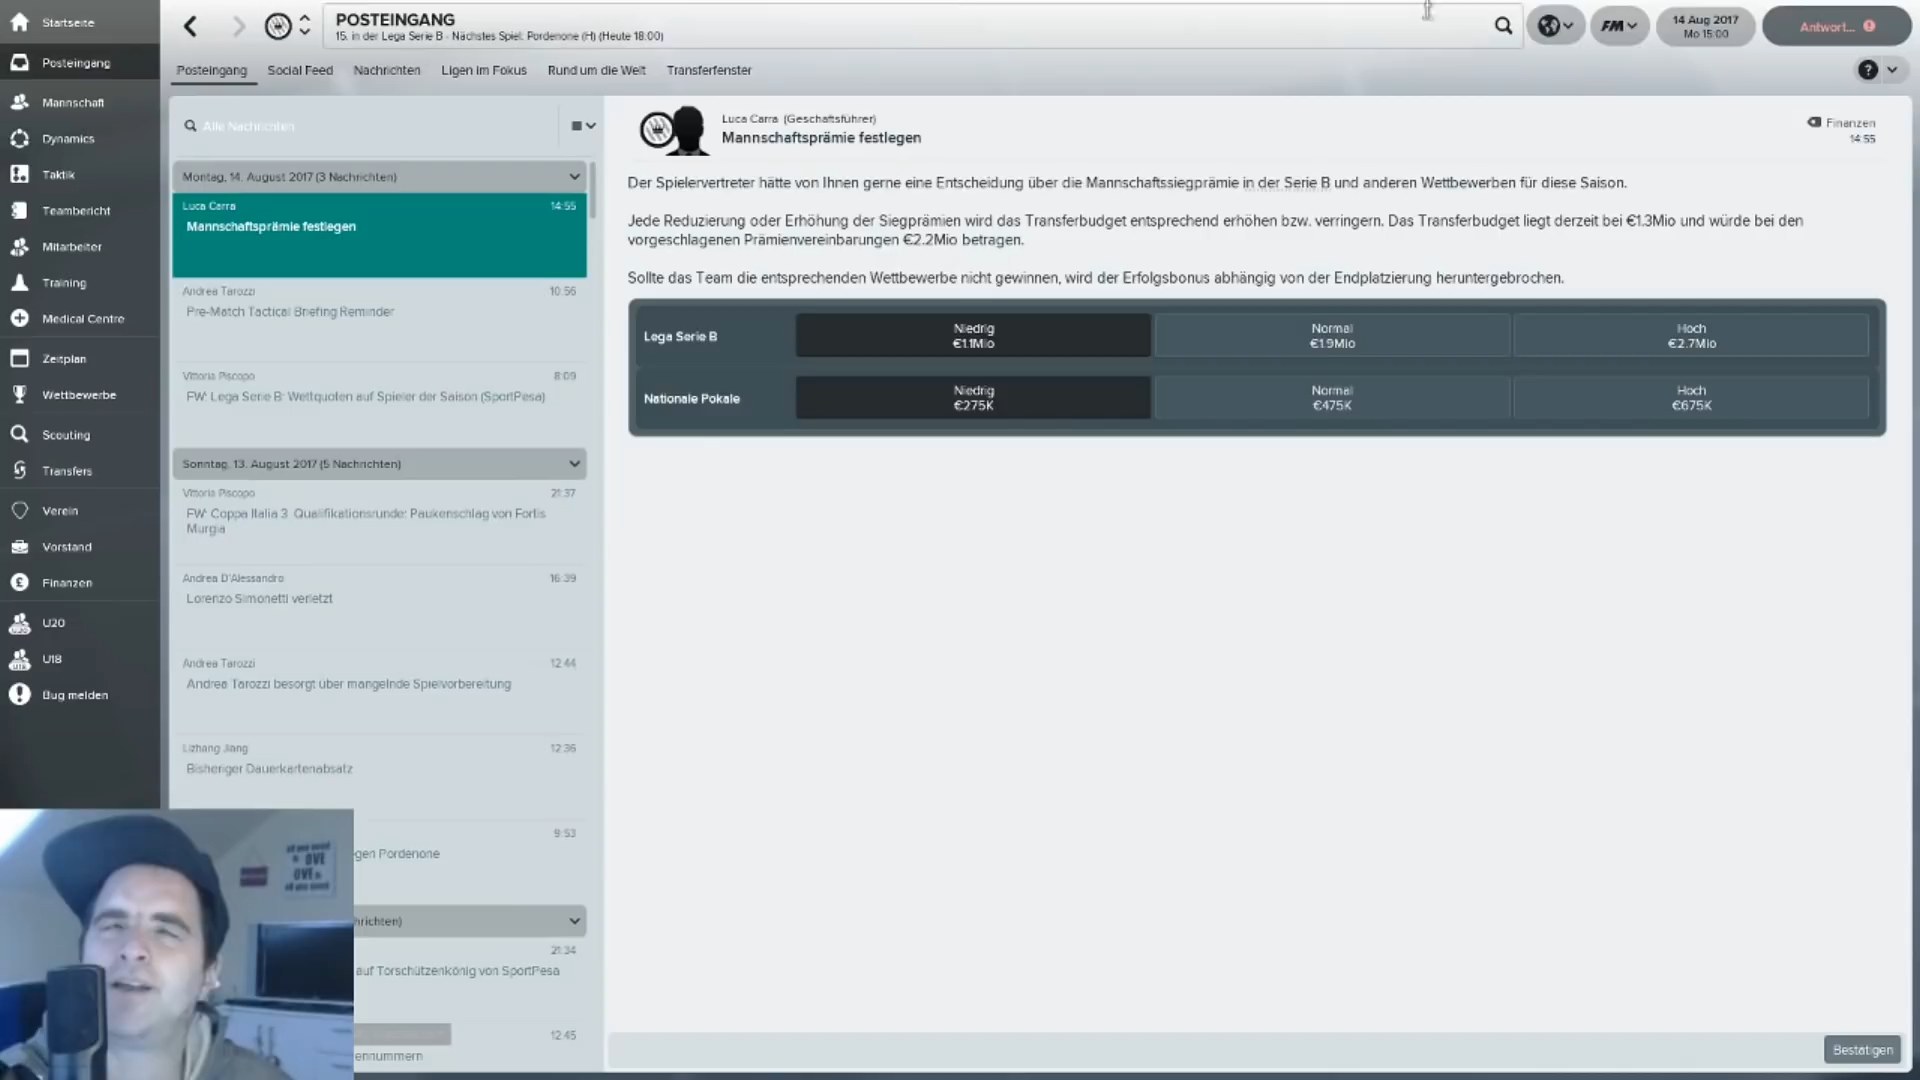 Startseite
Posteingang
Mannschaft
Dynamics
Taktik
Teambericht
Mitarbeiter
Training
Medical Centre
Zeitplan
Wettbewerbe
Scouting
Transfers
Verein
Vorstand
Finanzen
U20
U18
Bug melden
POSTEINGANG
15. in der Lega Serie B - Nächstes Spiel: Pordenone (H) (Heute 18:00)
FM
14 Aug 2017
Mo 15:00
Antwort...
Posteingang
Social Feed
Nachrichten
Ligen im Fokus
Rund um die Welt
Transferfenster
Alle Nachrichten
Montag, 14. August 2017 (3 Nachrichten)
Luca Carra 14:55
Mannschaftsprämie festlegen
Andrea Tarozzi 10:56
Pre-Match Tactical Briefing Reminder
Vittoria Piscopo 8:09
FW: Lega Serie B: Wettquoten auf Spieler der Saison (SportPesa)
Sonntag, 13. August 2017 (5 Nachrichten)
Vittoria Piscopo 21:37
FW: Coppa Italia 3. Qualifikationsrunde: Paukenschlag von Fortis
Murgia
Andrea D'Alessandro 16:39
Lorenzo Simonetti verletzt
Andrea Tarozzi 12:44
Andrea Tarozzi besorgt über mangelnde Spielvorbereitung
Lizhang Jiang 12:36
Bisheriger Dauerkartenabsatz
9:53
gen Pordenone
hrichten)
21:34
auf Torschützenkönig von SportPesa
12:45
ennummern
Luca Carra (Geschäftsführer)
Mannschaftsprämie festlegen
Finanzen
14:55
Der Spielervertreter hätte von Ihnen gerne eine Entscheidung über die Mannschaftssiegprämie in der Serie B und anderen Wettbewerben für diese Saison.
Jede Reduzierung oder Erhöhung der Siegprämien wird das Transferbudget entsprechend erhöhen bzw. verringern. Das Transferbudget liegt derzeit bei €1.3Mio und würde bei den
vorgeschlagenen Prämienvereinbarungen €2.2Mio betragen.
Sollte das Team die entsprechenden Wettbewerbe nicht gewinnen, wird der Erfolgsbonus abhängig von der Endplatzierung heruntergebrochen.
Lega Serie B
Niedrig
€1.1Mio
Normal
€1.9Mio
Hoch
€2.7Mio
Nationale Pokale
Niedrig
€275K
Normal
€475K
Hoch
€675K
Bestätigen